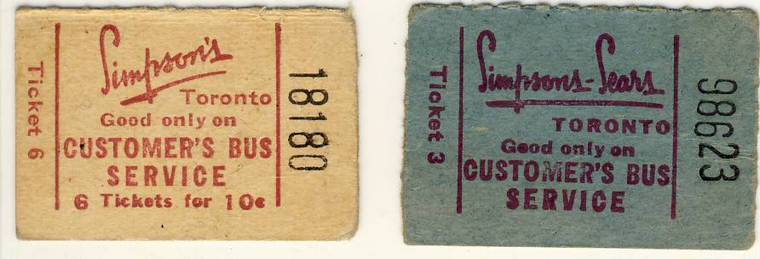 Ticket 6
Simpson's
Toronto
Good only on
CUSTOMER'S BUS
SERVICE
6 Tickets for 10¢
18180
Ticket 3
Simpsons-Sears
TORONTO
Good only on
CUSTOMER'S BUS
SERVICE
98623